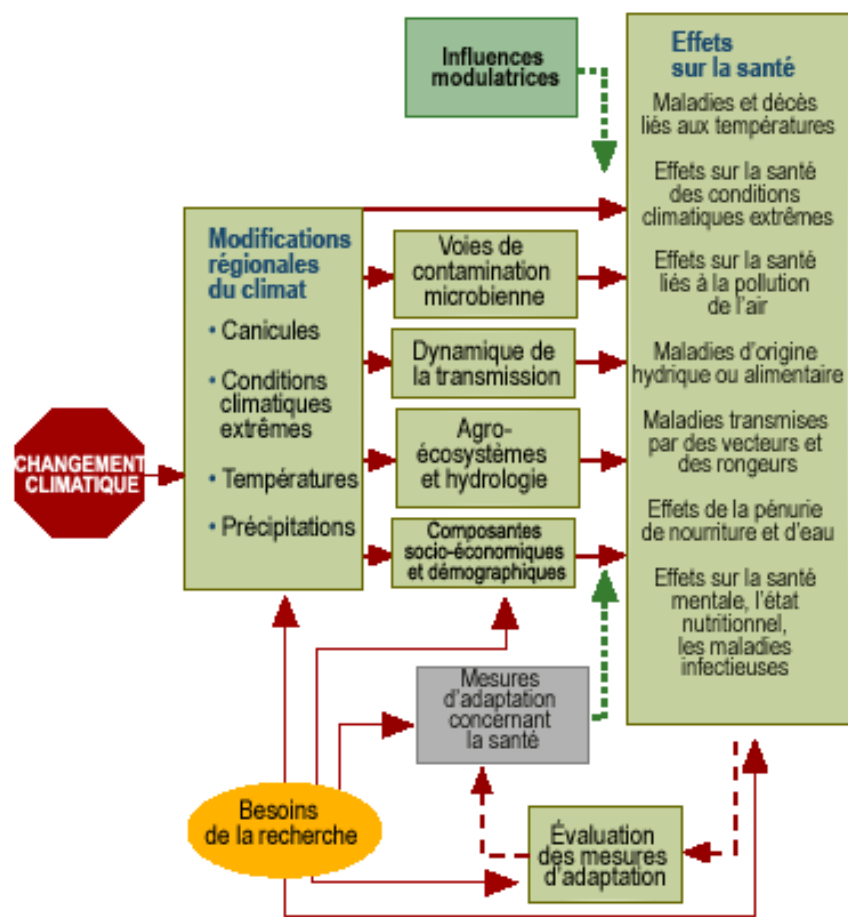 Influences
modulatrices
Effets
sur la santé
Maladies et décès
liés aux températures
Effets sur la santé
des conditions
climatiques extrêmes
Effets sur la santé
liés à la pollution
de l'air
Maladies d'origine
hydrique ou alimentaire
Maladies transmises
par des vecteurs et
des rongeurs
Effets de la pénurie
de nourriture et d'eau
Effets sur la santé
mentale, l'état
nutritionnel,
les maladies
infectieuses
Modifications
régionales
du climat
• Canicules
• Conditions
climatiques
extrêmes
• Températures
• Précipitations
Voies de
contamination
microbienne
Dynamique de
la transmission
Agro-
écosystèmes
et hydrologie
Composantes
socio-économiques
et démographiques
CHANGEMENT
CLIMATIQUE
Mesures
d'adaptation
concernant
la santé
Besoins
de la recherche
Évaluation
des mesures
d'adaptation